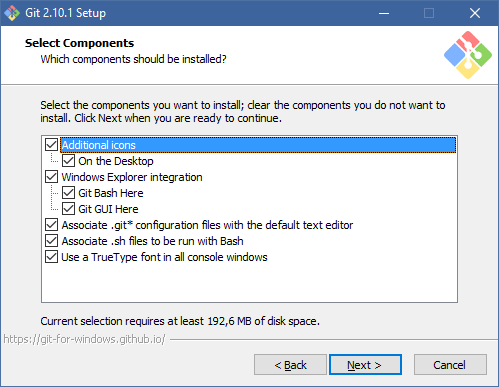 Git 2.10.1 Setup
Select Components
Which components should be installed?
Select the components you want to install; clear the components you do not want to
install. Click Next when you are ready to continue.
Additional icons
On the Desktop
Windows Explorer integration
Git Bash Here
Git GUI Here
Associate .git* configuration files with the default text editor
Associate .sh files to be run with Bash
Use a TrueType font in all console windows
Current selection requires at least 192,6 MB of disk space.
https://git-for-windows.github.io/
< Back Next > Cancel